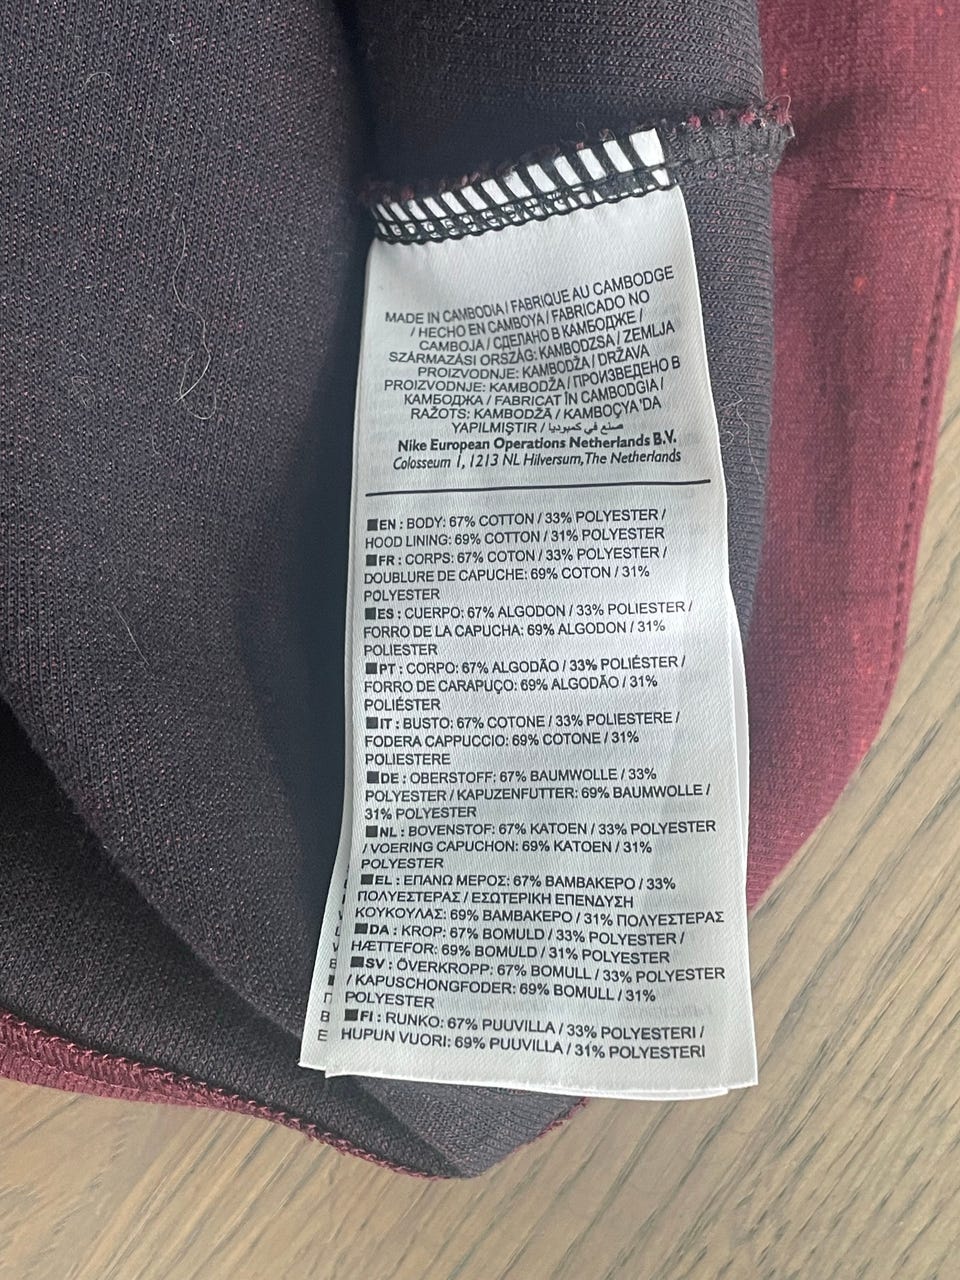 MADE IN CAMBODIA / FABRIQUE AU CAMBODGE
/ HECHO EN CAMBOYA / FABRICADO NO
CAMBOJA / СДЕЛАНО В КАМБОДЖЕ /
SZÁRMAZÁSI ORSZÁG: KAMBODZSA / ZEMLJA
PROIZVODNJE: KAMBODŽA / DRŽAVA
PROIZVODNJE: KAMBODŽA / ПРОИЗВЕДЕНО В
КАМБОДЖА / FABRICAT ÎN CAMBODGIA /
RAŽOTS: KAMBODŽĀ / KAMBOÇYA'DA
YAPILMIŞTIR / صنع في كمبوديا
Nike European Operations Netherlands B.V.
Colosseum 1, 1213 NL Hilversum, The Netherlands
EN : BODY: 67% COTTON / 33% POLYESTER /
HOOD LINING: 69% COTTON / 31% POLYESTER
FR : CORPS: 67% COTON / 33% POLYESTER /
DOUBLURE DE CAPUCHE: 69% COTON / 31%
POLYESTER
ES : CUERPO: 67% ALGODON / 33% POLIESTER /
FORRO DE LA CAPUCHA: 69% ALGODON / 31%
POLIESTER
PT : CORPO: 67% ALGODÃO / 33% POLIÉSTER /
FORRO DE CARAPUÇO: 69% ALGODÃO / 31%
POLIÉSTER
IT : BUSTO: 67% COTONE / 33% POLIESTERE /
FODERA CAPPUCCIO: 69% COTONE / 31%
POLIESTERE
DE : OBERSTOFF: 67% BAUMWOLLE / 33%
POLYESTER / KAPUZENFUTTER: 69% BAUMWOLLE /
31% POLYESTER
NL : BOVENSTOF: 67% KATOEN / 33% POLYESTER
/ VOERING CAPUCHON: 69% KATOEN / 31%
POLYESTER
EL : ΕΠΑΝΩ ΜΕΡΟΣ: 67% ΒΑΜΒΑΚΕΡΟ / 33%
ΠΟΛΥΕΣΤΕΡΑΣ / ΕΣΩΤΕΡΙΚΗ ΕΠΕΝΔΥΣΗ
ΚΟΥΚΟΥΛΑΣ: 69% ΒΑΜΒΑΚΕΡΟ / 31% ΠΟΛΥΕΣΤΕΡΑΣ
DA : KROP: 67% BOMULD / 33% POLYESTER /
HÆTTEFOR: 69% BOMULD / 31% POLYESTER
SV : ÖVERKROPP: 67% BOMULL / 33% POLYESTER
/ KAPUSCHONGFODER: 69% BOMULL / 31%
POLYESTER
FI : RUNKO: 67% PUUVILLA / 33% POLYESTERI /
HUPUN VUORI: 69% PUUVILLA / 31% POLYESTERI